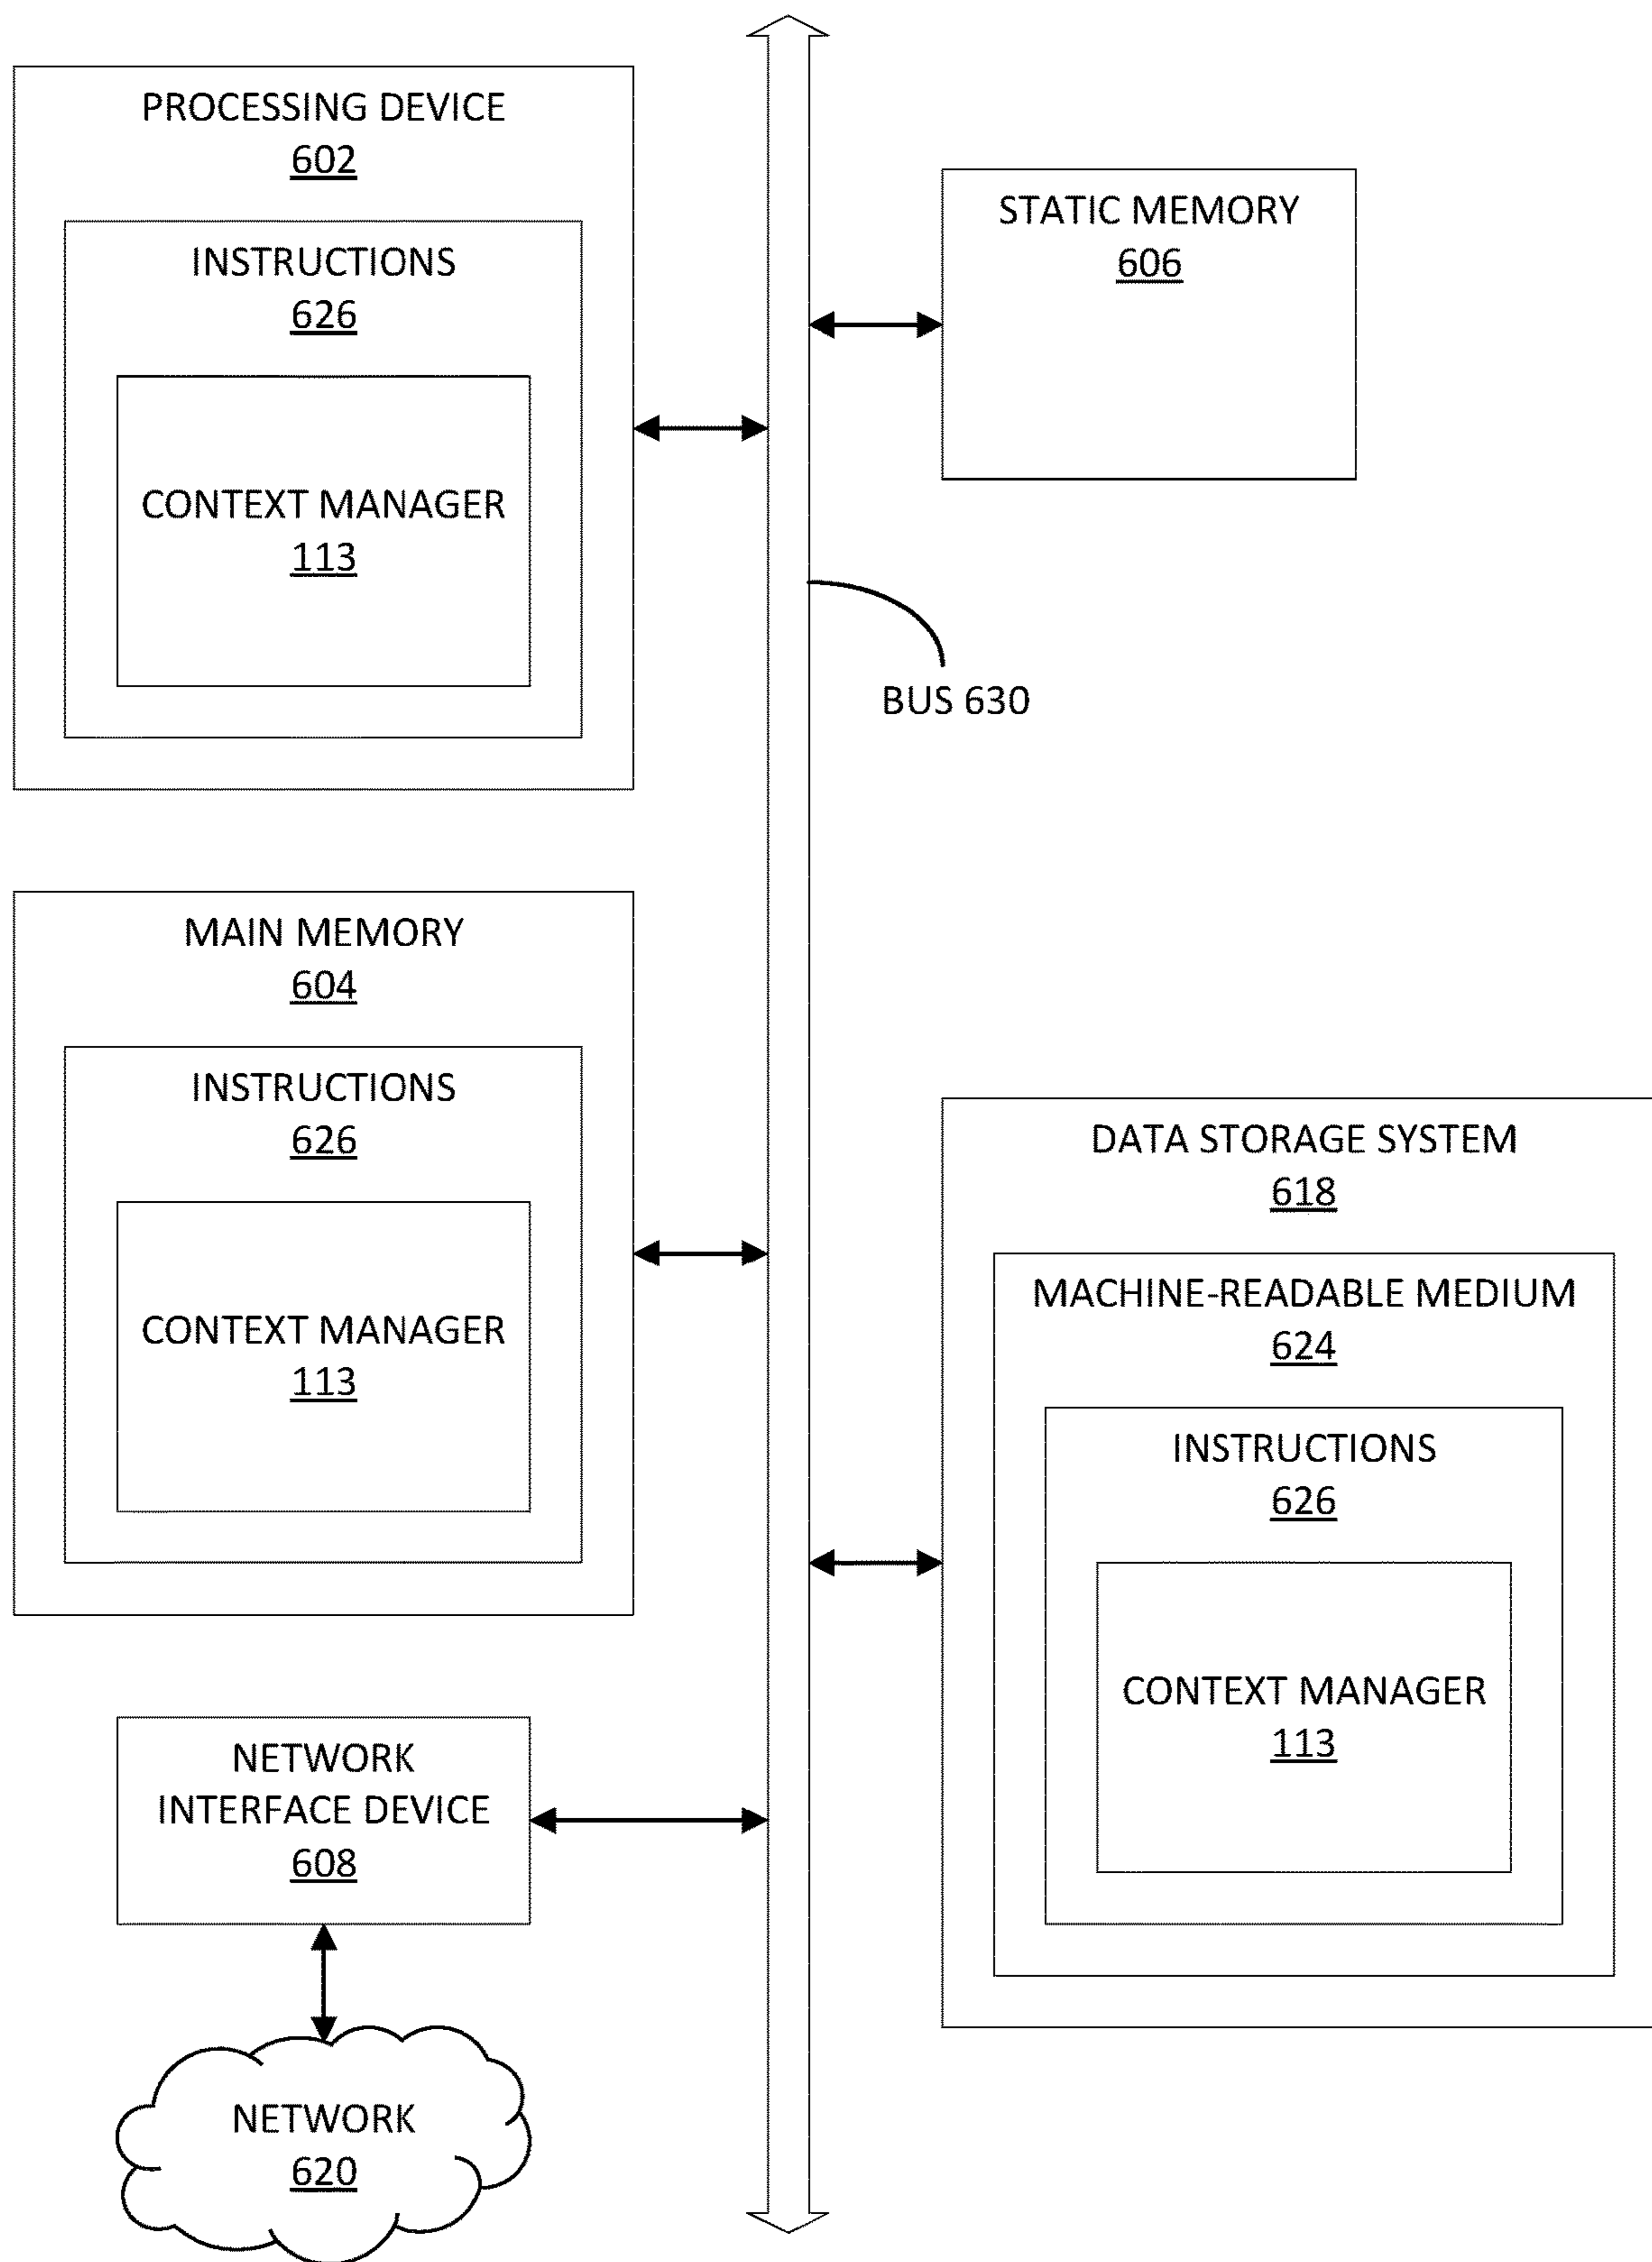 PROCESSING DEVICE
602
INSTRUCTIONS
626
CONTEXT MANAGER
113
STATIC MEMORY
606
BUS 630
MAIN MEMORY
604
INSTRUCTIONS
626
CONTEXT MANAGER
113
DATA STORAGE SYSTEM
618
MACHINE-READABLE MEDIUM
624
INSTRUCTIONS
626
CONTEXT MANAGER
113
NETWORK
INTERFACE DEVICE
608
NETWORK
620